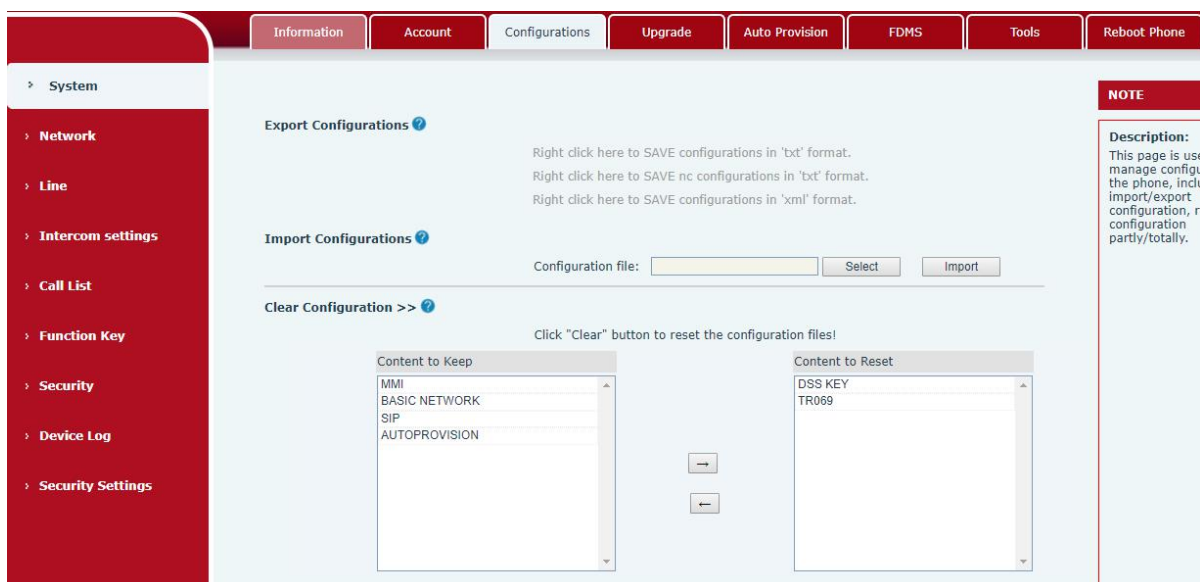 Information Account Configurations Upgrade Auto Provision FDMS Tools Reboot Phone
System
Network
Line
Intercom settings
Call List
Function Key
Security
Device Log
Security Settings
Export Configurations ?
Right click here to SAVE configurations in 'txt' format.
Right click here to SAVE nc configurations in 'txt' format.
Right click here to SAVE configurations in 'xml' format.
Import Configurations ?
Configuration file: Select Import
Clear Configuration >> ?
Click "Clear" button to reset the configuration files!
Content to Keep
MMI
BASIC NETWORK
SIP
AUTOPROVISION
→
←
Content to Reset
DSS KEY
TR069
NOTE
Description:
This page is
manage
the phone,
import/export
configuration,
configuration
partly/totally.